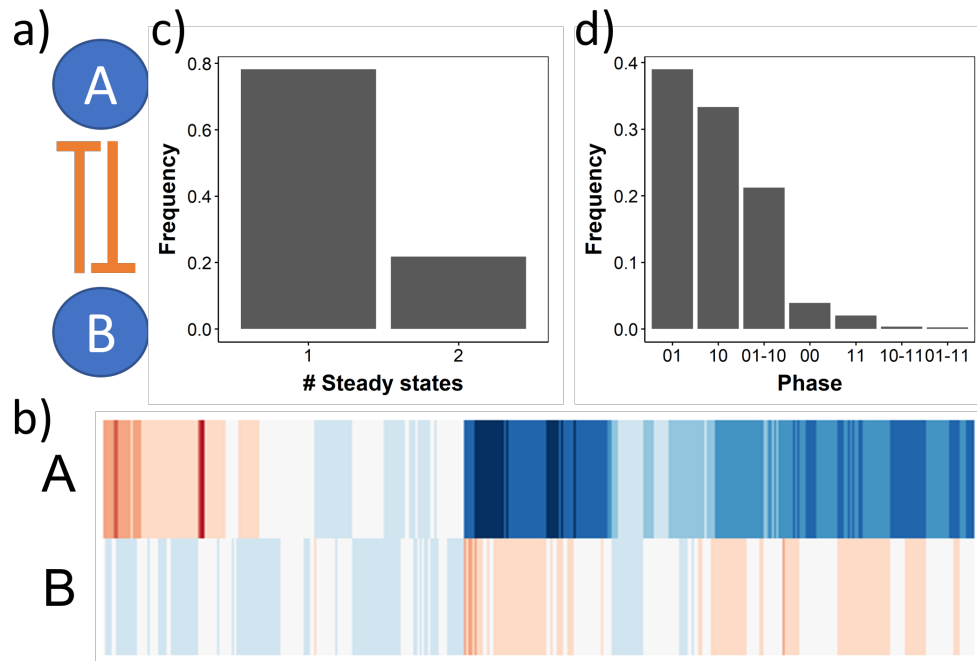 a)
A
B
c)
Frequency
0.8
0.6
0.4
0.2
0.0
1 2
# Steady states
d)
Frequency
0.4
0.3
0.2
0.1
0.0
01 10 01-10 00 11 10-11 01-11
Phase
b)
A
B